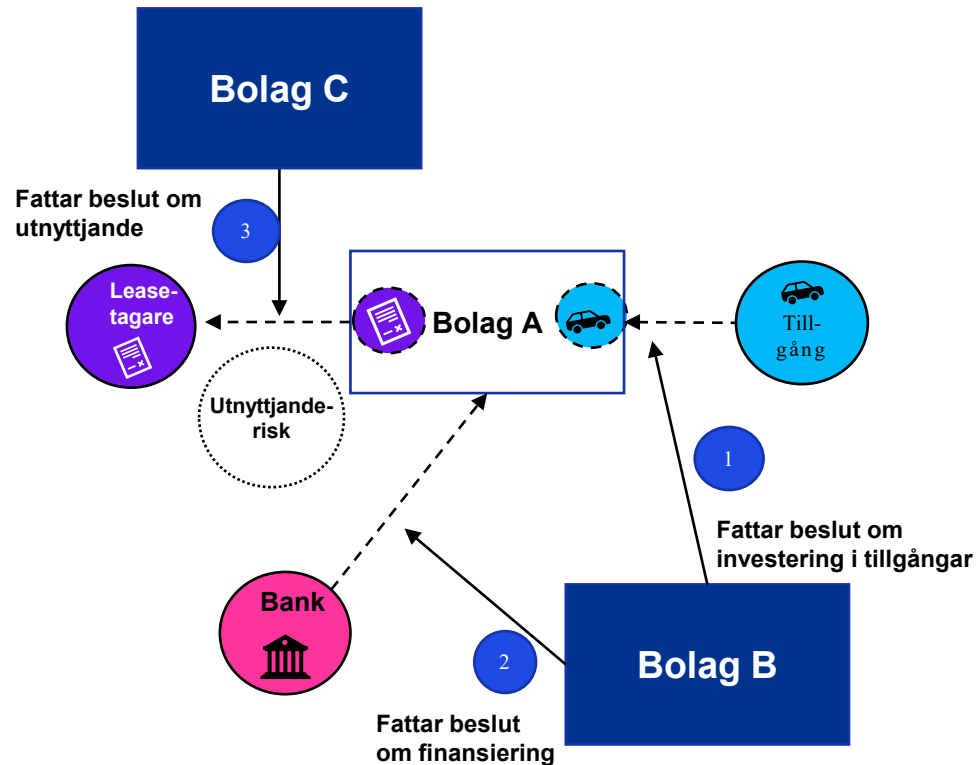 Bolag C
Fattar beslut om
utnyttjande
3
Lease-
tagare
Bolag A
Till-
gång
Utnyttjande-
risk
1
Fattar beslut om
investering i tillgångar
Bank
2
Bolag B
Fattar beslut
om finansiering